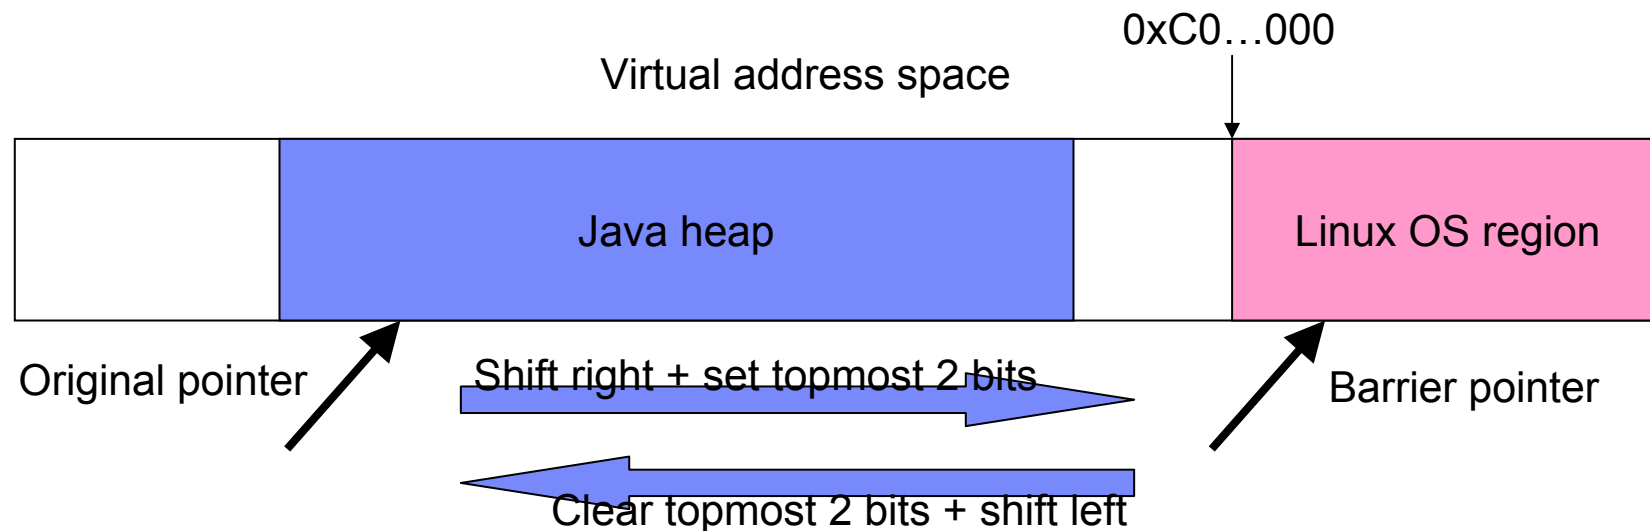 0xC0…000
Virtual address space
Java heap
Linux OS region
Original pointer
Shift right + set topmost 2 bits
Barrier pointer
Clear topmost 2 bits + shift left